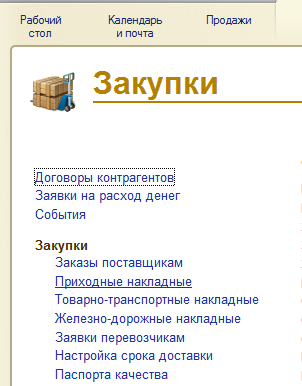 Рабочий стол
Календарь и почта
Продажи
Закупки
Договоры контрагентов
Заявки на расход денег
События
Закупки
Заказы поставщикам
Приходные накладные
Товарно-транспортные накладные
Железно-дорожные накладные
Заявки перевозчикам
Настройка срока доставки
Паспорта качества